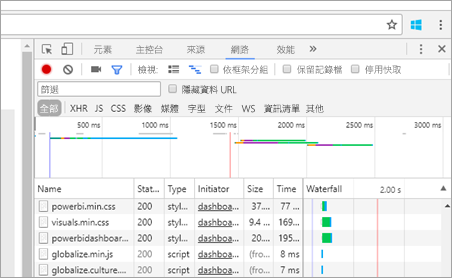 元素 主控台 來源 網路 效能 »
檢視: 依框架分組 保留記錄檔 停用快取
篩選 隱藏資料 URL
全部 XHR JS CSS 影像 媒體 字型 文件 WS 資訊清單 其他
500 ms 1000 ms 1500 ms 2000 ms 2500 ms 3000 ms
Name Stat... Type Initiator Size Time Waterfall 2.00 s
powerbi.min.css 200 styl... dashboa... 37.... 77 ...
visuals.min.css 200 styl... dashboa... 9.4 ... 169...
powerbidashboar... 200 styl... dashboa... 20.... 195...
globalize.min.js 200 script dashboa... (fro... 8 ms
globalize.culture... 200 script dashboa... (fro... 7 ms